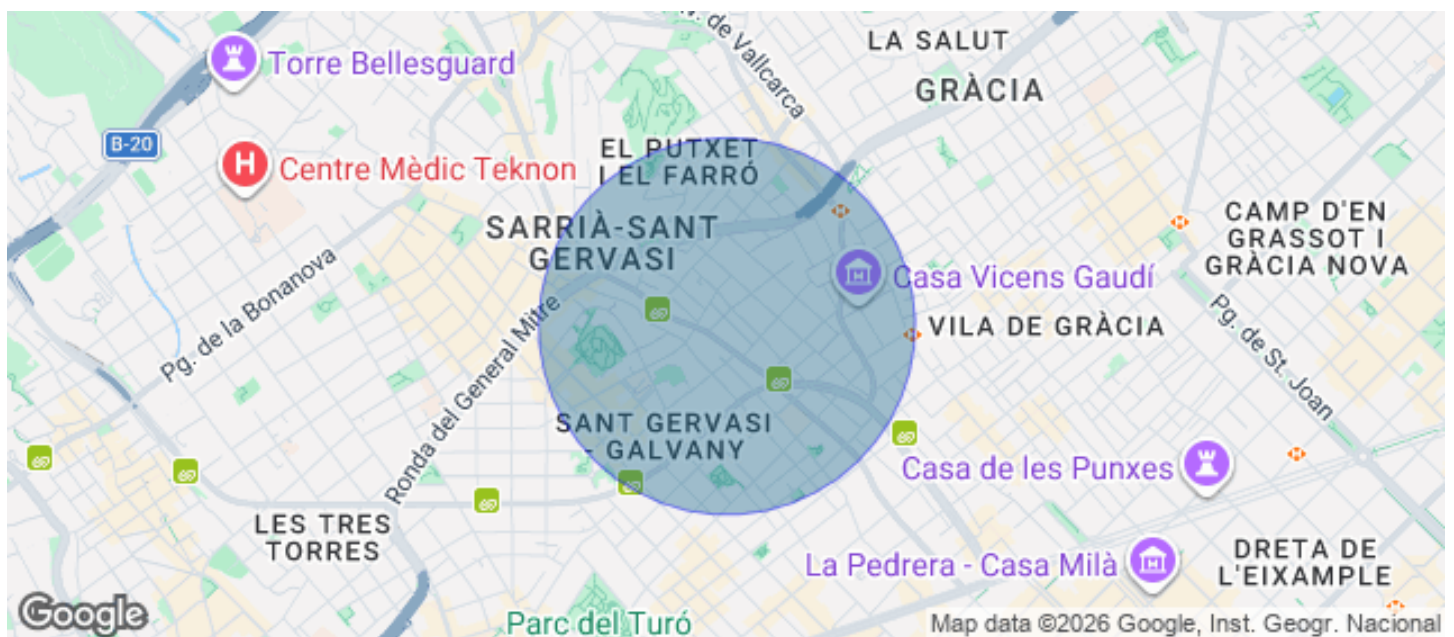 Av. de Vallcarca
LA SALUT
Torre Bellesguard
GRÀCIA
B-20
EL PUTXET
I EL FARRÓ
Centre Mèdic Teknon
SARRIÀ-SANT
GERVASI
CAMP D'EN
GRASSOT I
GRÀCIA NOVA
Casa Vicens Gaudí
Pg. de la Bonanova
VILA DE GRÀCIA
Ronda del General Mitre
Pg. de St. Joan
SANT GERVASI
- GALVANY
Casa de les Punxes
LES TRES
TORRES
La Pedrera - Casa Milà
DRETA DE
L'EIXAMPLE
Parc del Turó
Google
Map data ©2026 Google, Inst. Geogr. Nacional